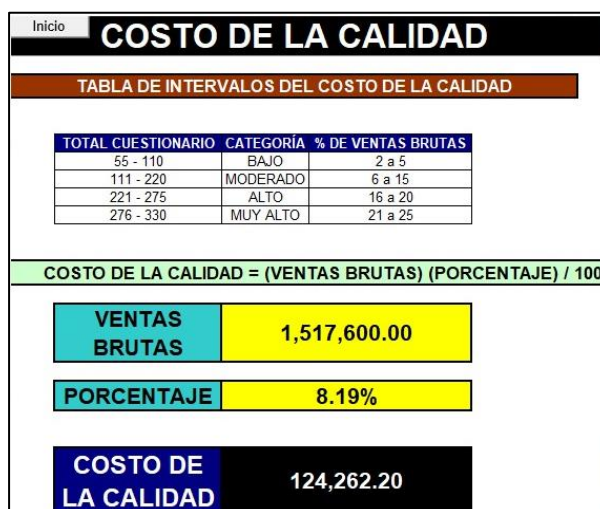 Inicio
COSTO DE LA CALIDAD
TABLA DE INTERVALOS DEL COSTO DE LA CALIDAD
TOTAL CUESTIONARIO CATEGORÍA % DE VENTAS BRUTAS
55 - 110 BAJO 2 a 5
111 - 220 MODERADO 6 a 15
221 - 275 ALTO 16 a 20
276 - 330 MUY ALTO 21 a 25
COSTO DE LA CALIDAD = (VENTAS BRUTAS) (PORCENTAJE) / 100
VENTAS
BRUTAS
1,517,600.00
PORCENTAJE 8.19%
COSTO DE
LA CALIDAD
124,262.20